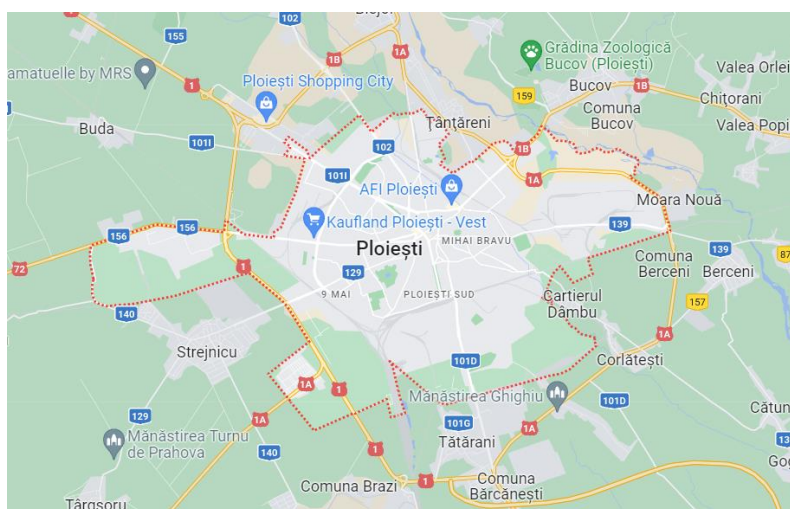 Blejoi
102
155
1A
1
1B
Grădina Zoologică
Bucov (Ploiești)
amatuelle by MRS
1
Ploiești Shopping City
Valea Orlei
Bucov
1B
159
Chițorani
Comuna
Bucov
Tânțăreni
Buda
101I
102
1B
Valea Popi
101I
AFI Ploiești
1A
Moara Nouă
156
156
Kaufland Ploiești - Vest
139
MIHAI BRAVU
Ploiești
72
1
129
Comuna
Berceni
139
Berceni
87
9 MAI
PLOIEȘTI SUD
Cartierul
Dâmbu
157
140
1A
Strejnicu
101D
Corlătești
1A
1
Mănăstirea Ghighiu
101D
129
1A
101G
1A
Cătun
Mănăstirea Turnu
de Prahova
Tătărani
13
140
1
Gog
Comuna Brazi
1
Comuna
Bărcănești
Târgșoru